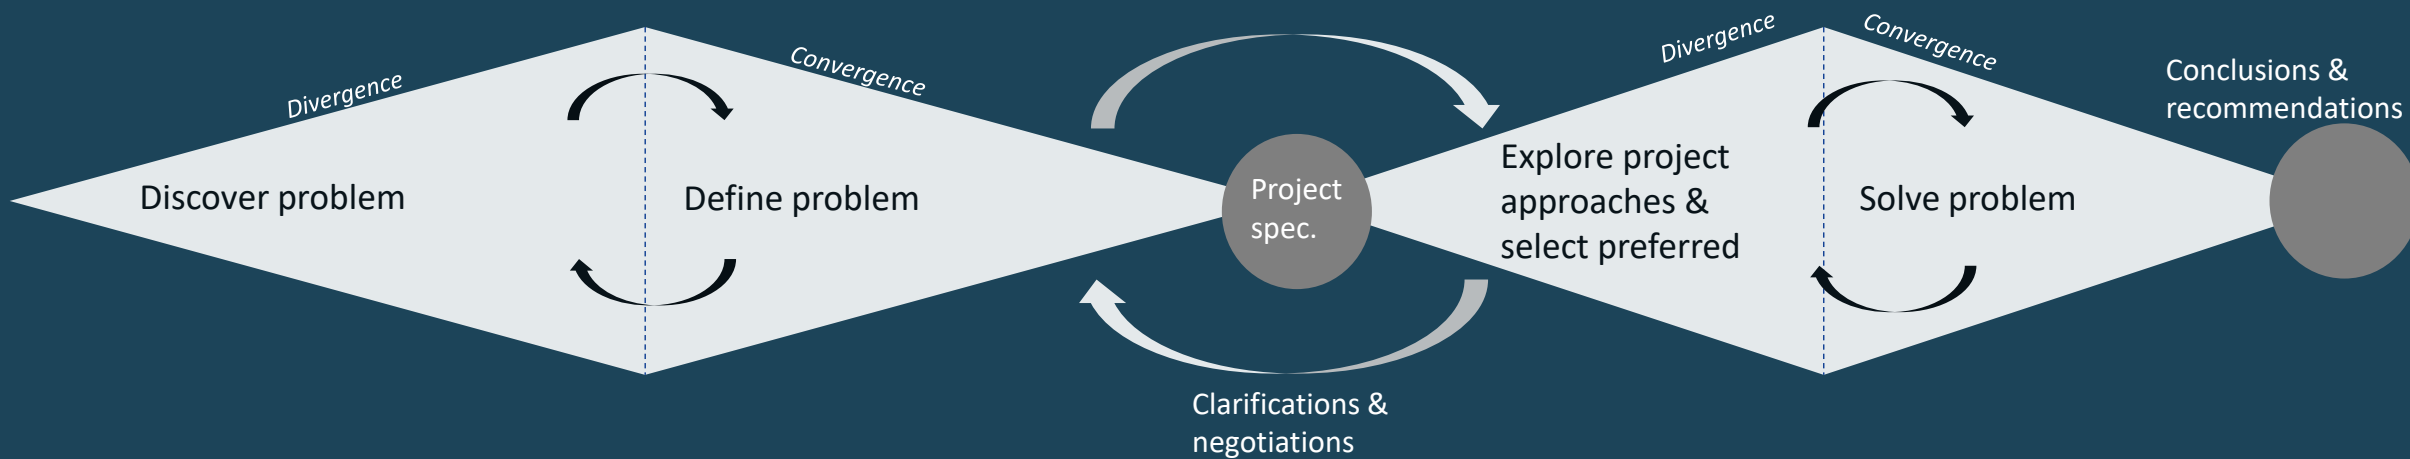 Divergence
Convergence
Discover problem
Define problem
Project
spec.
Clarifications &
negotiations
Divergence
Convergence
Explore project
approaches &
select preferred
Solve problem
Conclusions &
recommendations